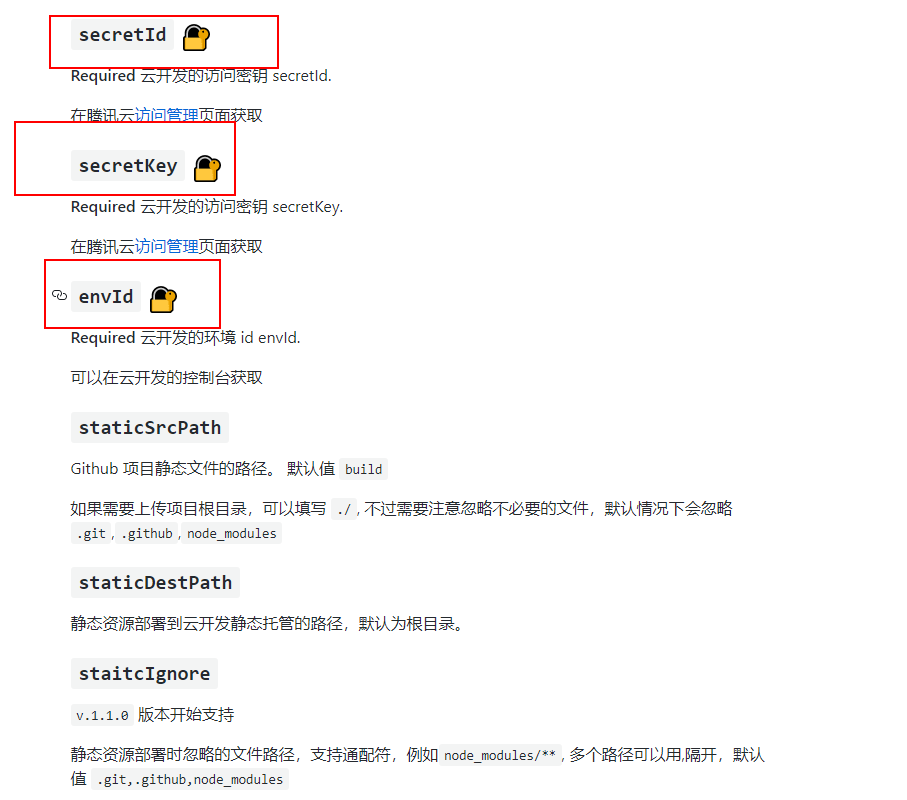 secretId
Required 云开发的访问密钥 secretId.
在腾讯云访问管理页面获取
secretKey
Required 云开发的访问密钥 secretKey.
在腾讯云访问管理页面获取
envId
Required 云开发的环境 id envId.
可以在云开发的控制台获取
staticSrcPath
Github 项目静态文件的路径。 默认值 build
如果需要上传项目根目录，可以填写 ./ , 不过需要注意忽略不必要的文件，默认情况下会忽略
.git , .github , node_modules
staticDestPath
静态资源部署到云开发静态托管的路径，默认为根目录。
staitcIgnore
v.1.1.0 版本开始支持
静态资源部署时忽略的文件路径，支持通配符，例如 node_modules/** , 多个路径可以用,隔开，默认
值 .git,.github,node_modules